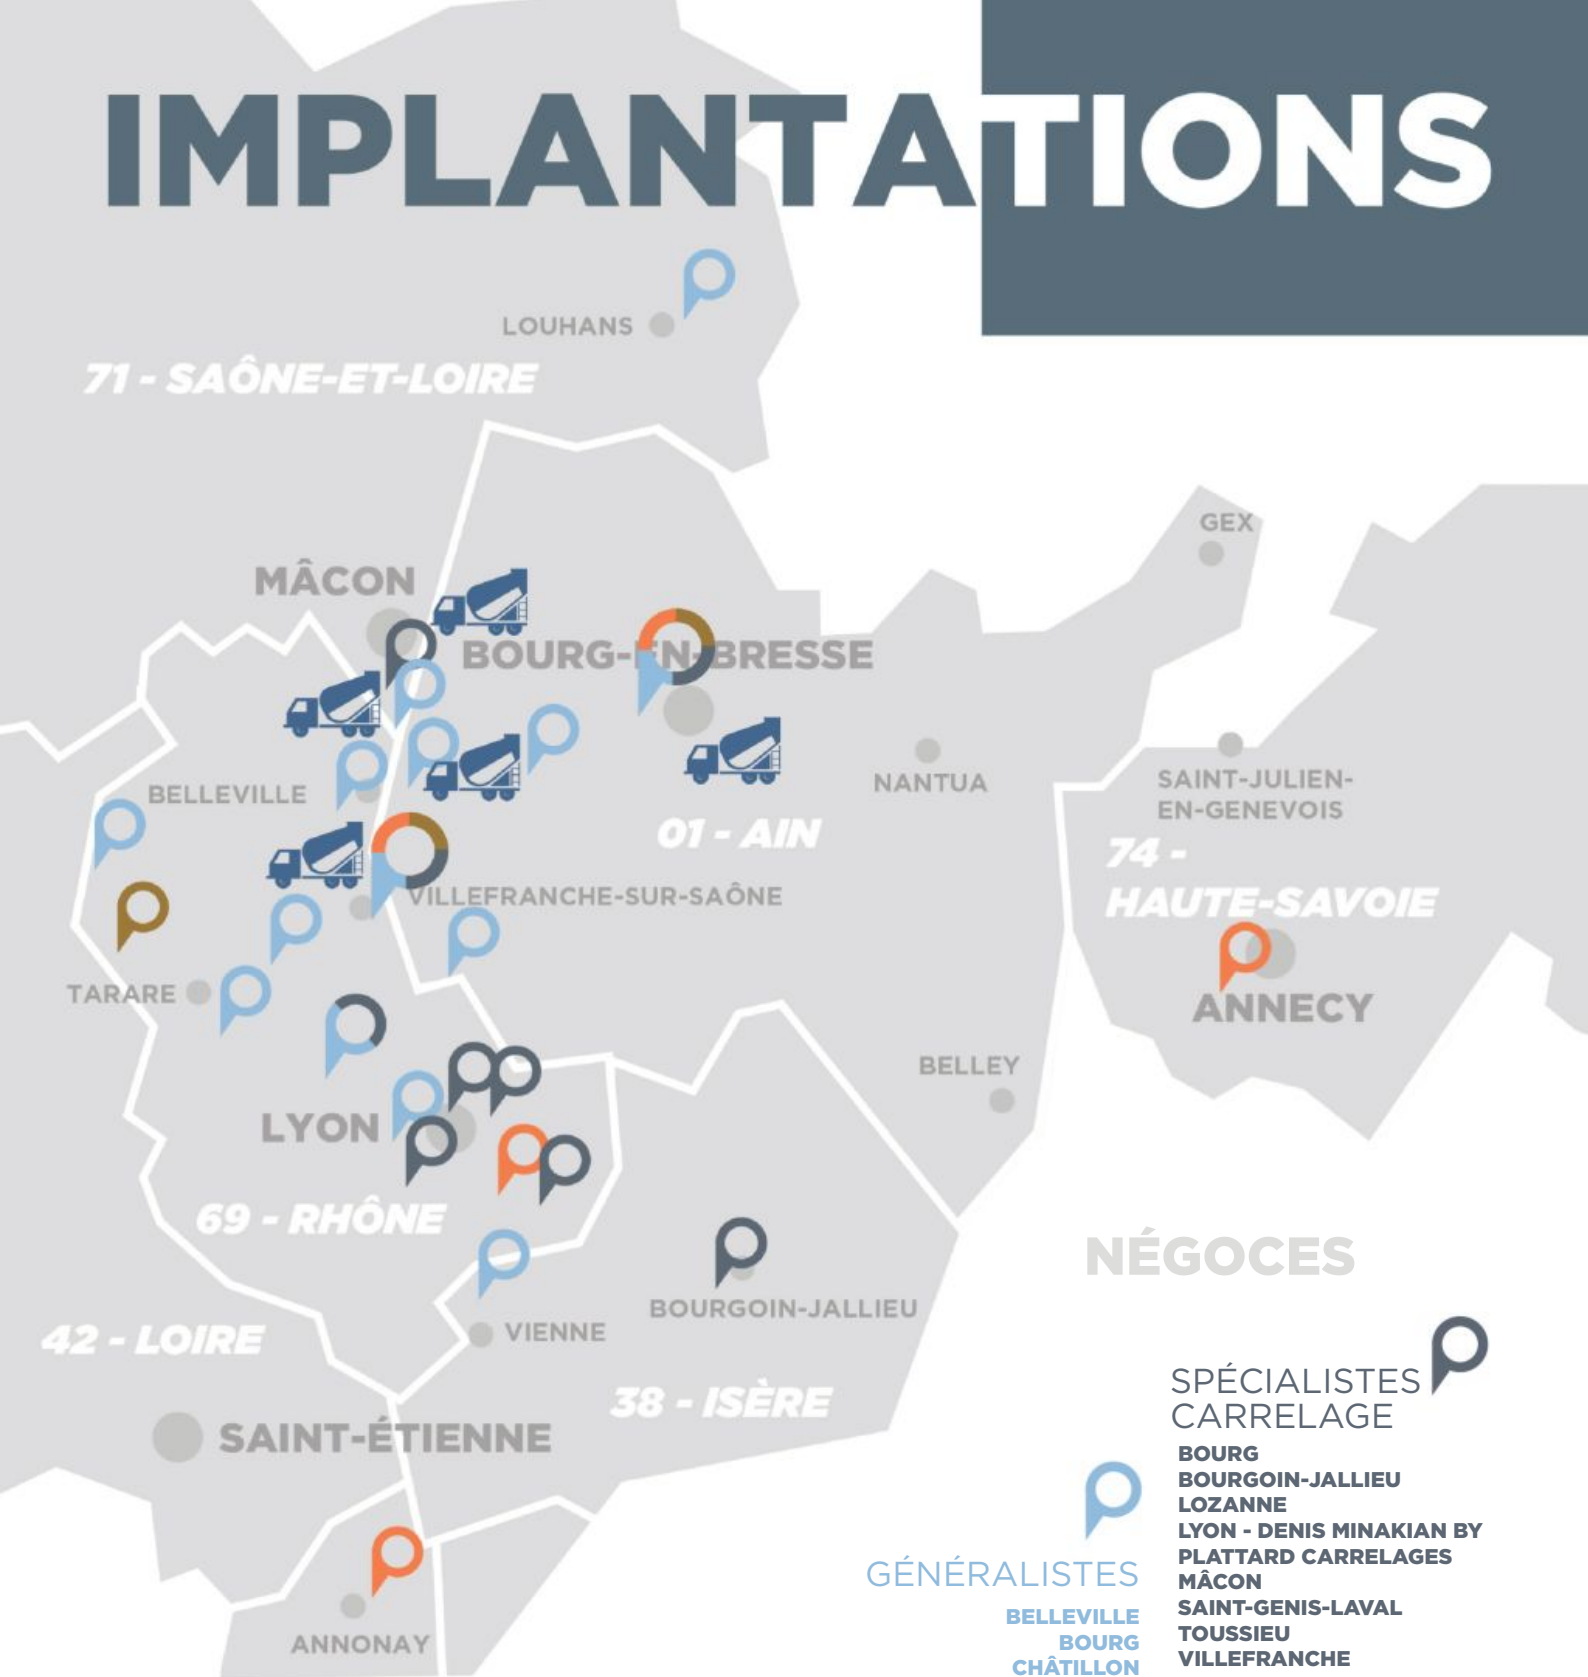 IMPLANTATIONS
LOUHANS
71 - SAÔNE-ET-LOIRE
GEX
MÂCON
BOURG-EN-BRESSE
NANTUA
SAINT-JULIEN-
EN-GENEVOIS
BELLEVILLE
01 - AIN
74 -
HAUTE-SAVOIE
VILLEFRANCHE-SUR-SAÔNE
TARARE
ANNECY
BELLEY
LYON
69 - RHÔNE
BOURGOIN-JALLIEU
VIENNE
42 - LOIRE
38 - ISÈRE
SAINT-ÉTIENNE
ANNONAY
NÉGOCES
SPÉCIALISTES
CARRELAGE
BOURG
BOURGOIN-JALLIEU
LOZANNE
LYON - DENIS MINAKIAN BY
PLATTARD CARRELAGES
MÂCON
SAINT-GENIS-LAVAL
TOUSSIEU
VILLEFRANCHE
GÉNÉRALISTES
BELLEVILLE
BOURG
CHÂTILLON